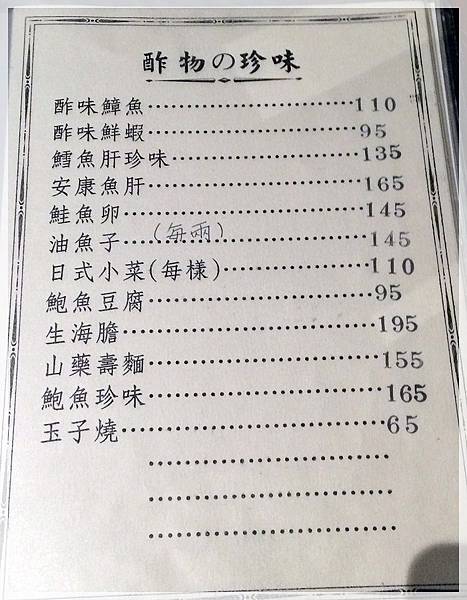 酢物の珍味
酢味鱆魚‥‥‥‥‥‥‥‥‥110
酢味鮮蝦‥‥‥‥‥‥‥‥‥95
鱈魚肝珍味‥‥‥‥‥‥‥‥135
安康魚肝‥‥‥‥‥‥‥‥‥165
鮭魚卵‥‥‥‥‥‥‥‥‥‥145
油魚子(每兩)‥‥‥‥‥‥‥145
日式小菜(每樣)‥‥‥‥‥‥110
鮑魚豆腐‥‥‥‥‥‥‥‥‥95
生海膽‥‥‥‥‥‥‥‥‥‥195
山藥壽麵‥‥‥‥‥‥‥‥‥155
鮑魚珍味‥‥‥‥‥‥‥‥‥165
玉子燒‥‥‥‥‥‥‥‥‥‥65